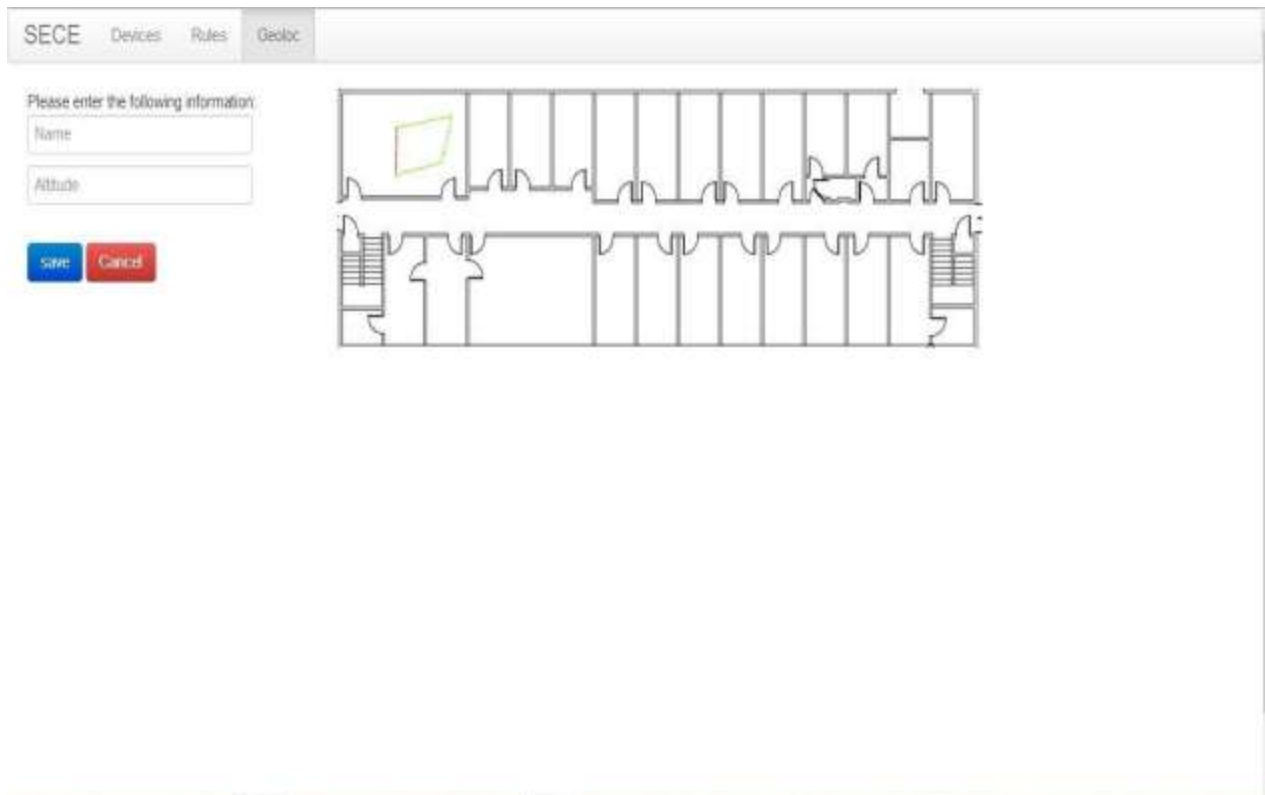 SECE Devices Rules Geoloc
Please enter the following information:
Name
Altitude
save Cancel